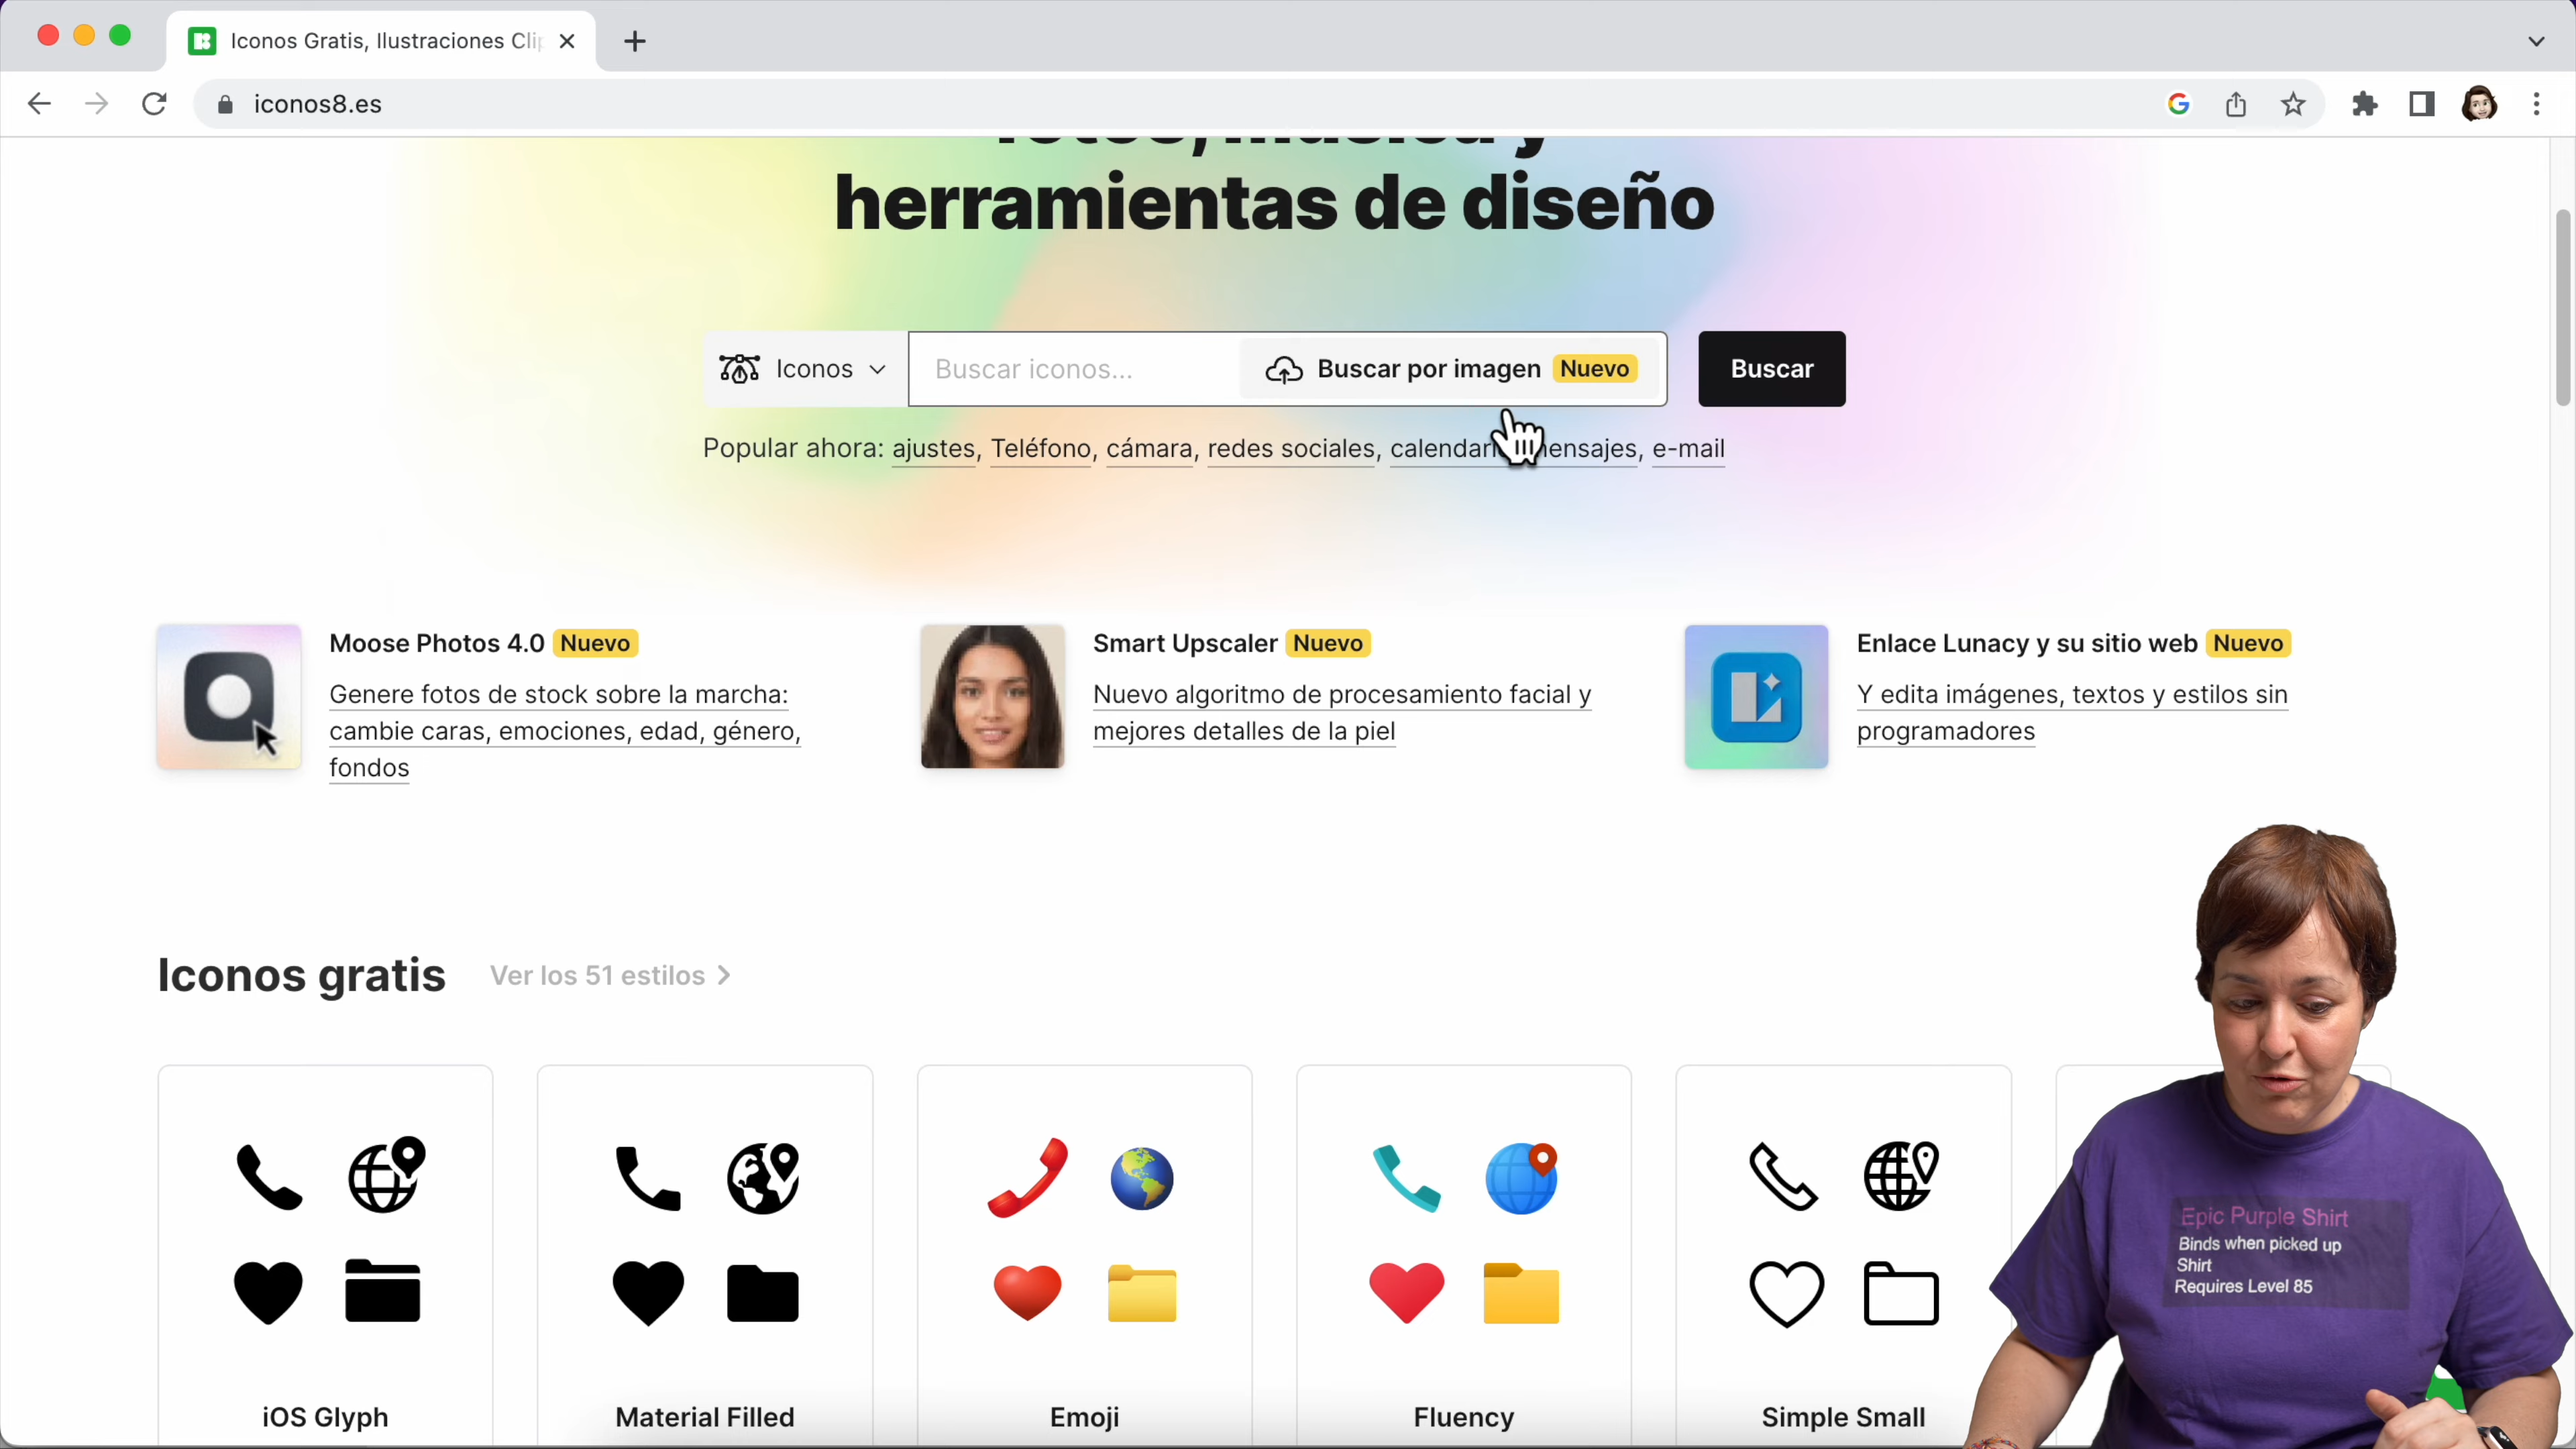 Iconos Gratis, Ilustraciones Cli
iconos8.es
herramientas de diseño
Iconos
Buscar iconos...
Buscar por imagen Nuevo
Buscar
Popular ahora: ajustes, Teléfono, cámara, redes sociales, calendari ensajes, e-mail
Moose Photos 4.0 Nuevo
Genere fotos de stock sobre la marcha:
cambie caras, emociones, edad, género,
fondos
Smart Upscaler Nuevo
Nuevo algoritmo de procesamiento facial y
mejores detalles de la piel
Enlace Lunacy y su sitio web Nuevo
Y edita imágenes, textos y estilos sin
programadores
Iconos gratis
Ver los 51 estilos
iOS Glyph
Material Filled
Emoji
Fluency
Simple Small
Epic Purple Shirt
Binds when picked up
Shirt
Requires Level 85